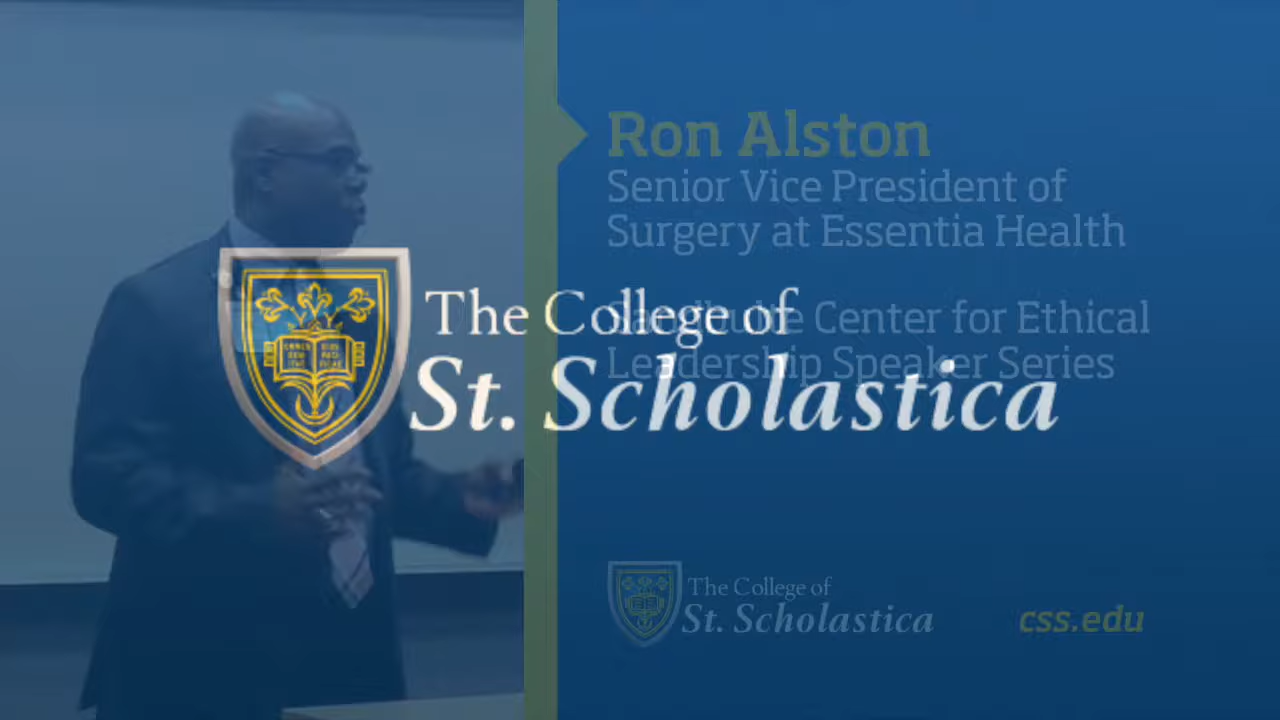 Ron Alston
Senior Vice President of
Surgery at Essentia Health
The College of
St. Scholastica
Center for Ethical
Leadership Speaker Series
The College of
St. Scholastica
css.edu